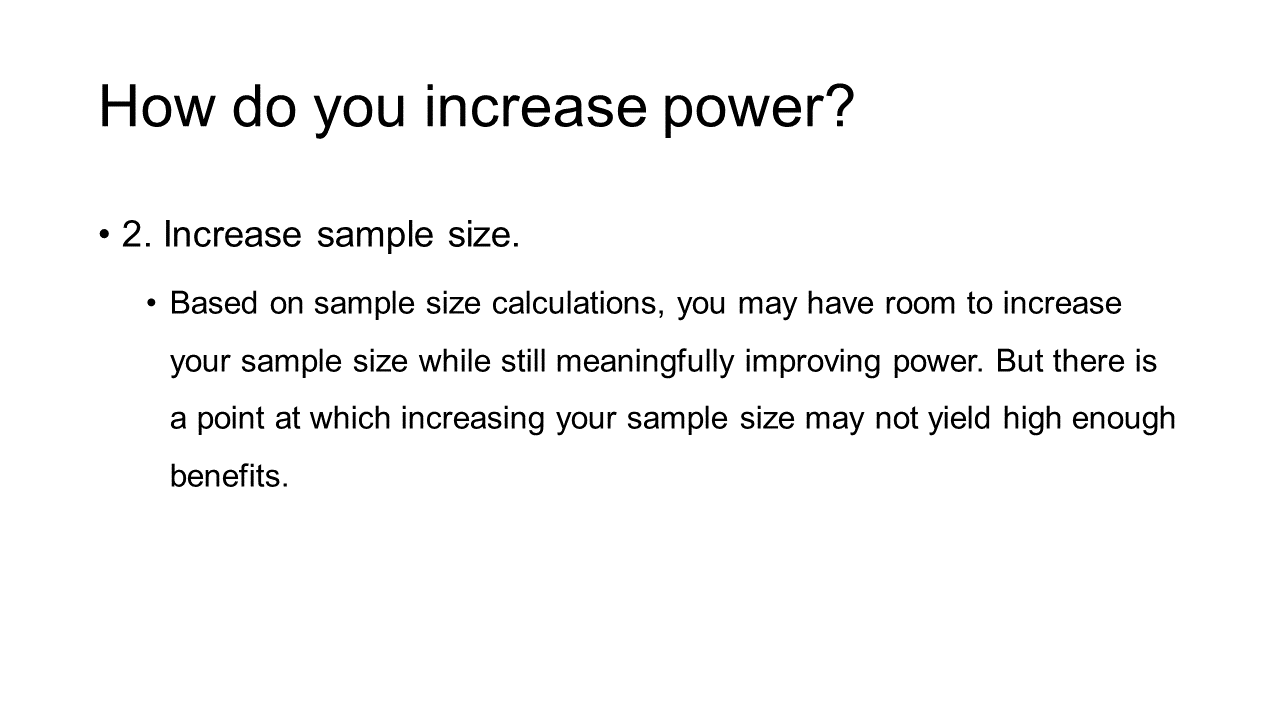 How do you increase power?
• 2. Increase sample size.
• Based on sample size calculations, you may have room to increase
your sample size while still meaningfully improving power. But there is
a point at which increasing your sample size may not yield high enough
benefits.